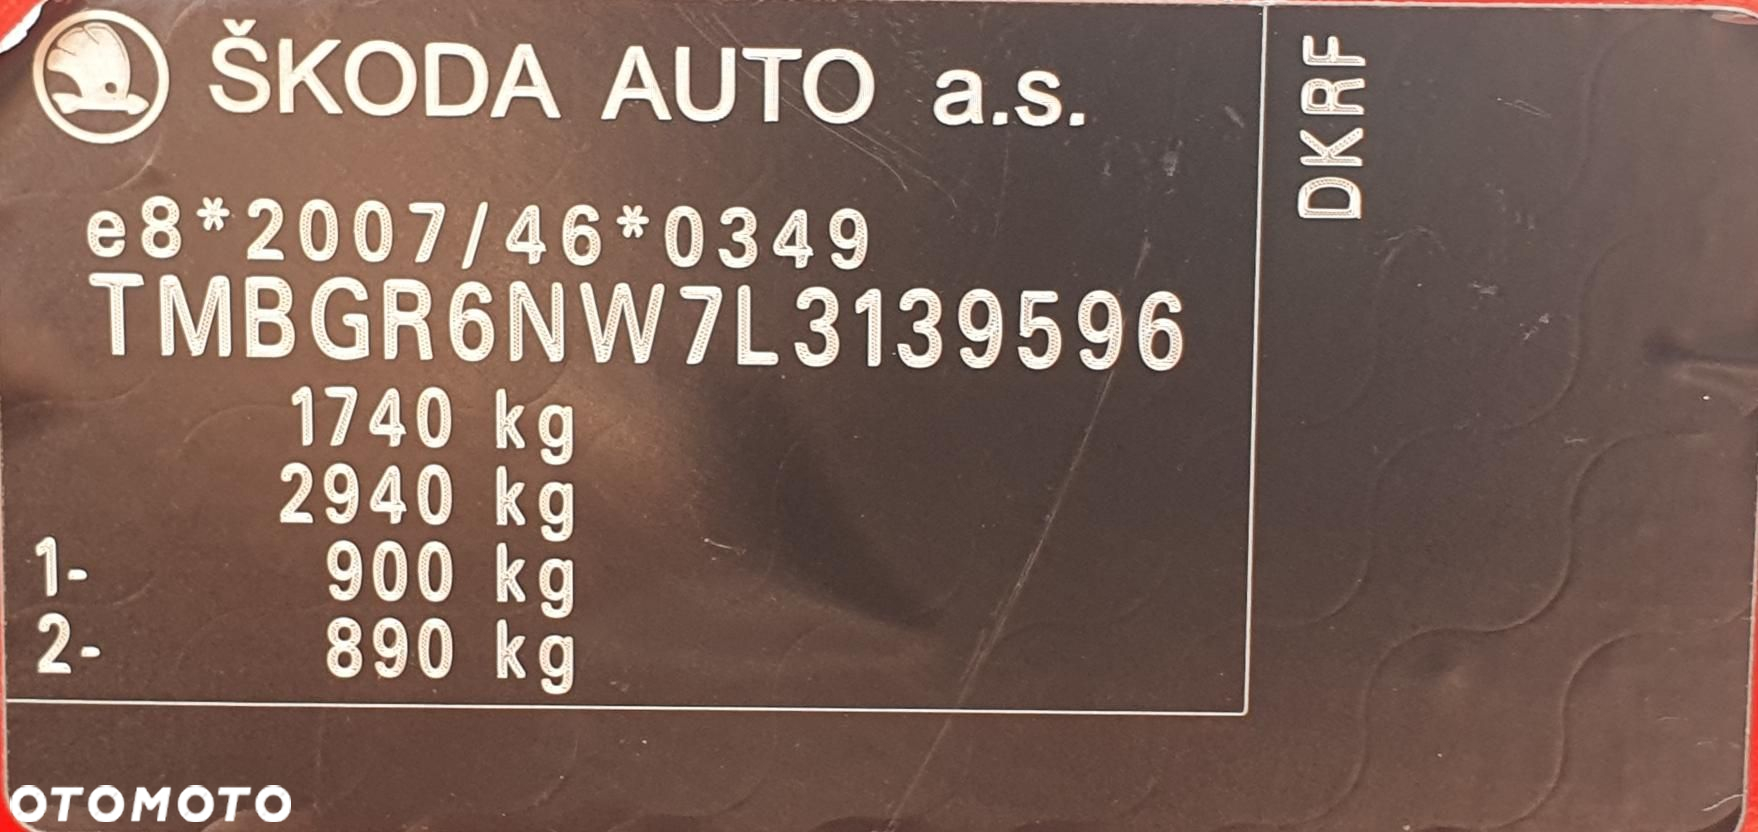 ŠKODA AUTO a.s.
e8*2007/46*0349
TMBGR6NW7L3139596
1740 kg
2940 kg
1- 900 kg
2- 890 kg
DKRF
OTOMOTO